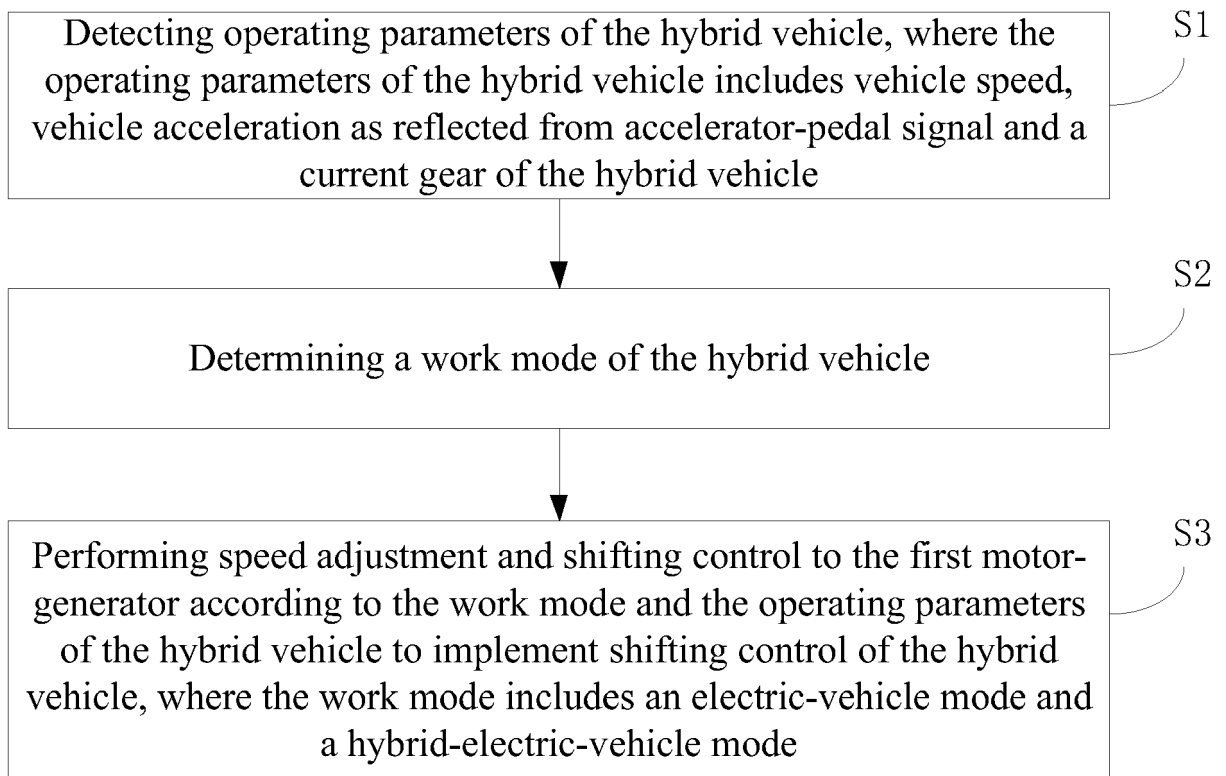 Detecting operating parameters of the hybrid vehicle, where the
operating parameters of the hybrid vehicle includes vehicle speed,
vehicle acceleration as reflected from accelerator-pedal signal and a
current gear of the hybrid vehicle
S1
Determining a work mode of the hybrid vehicle
S2
Performing speed adjustment and shifting control to the first motor-
generator according to the work mode and the operating parameters
of the hybrid vehicle to implement shifting control of the hybrid
vehicle, where the work mode includes an electric-vehicle mode and
a hybrid-electric-vehicle mode
S3